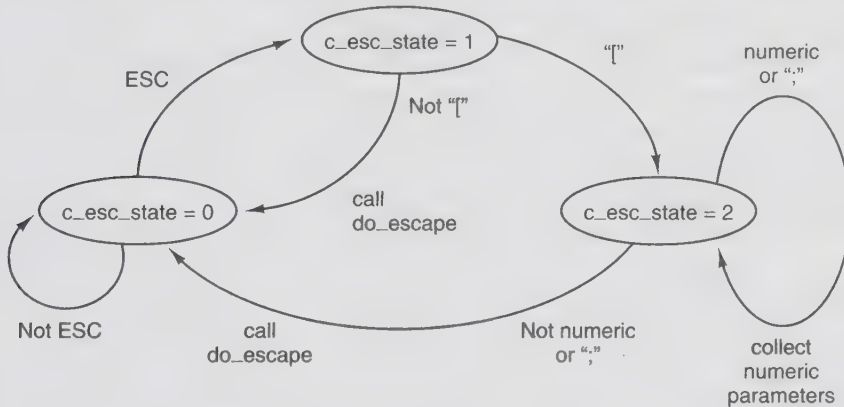 c_esc_state = 1
ESC
"["
numeric
or ";"
Not "["
c_esc_state = 0
call
do_escape
c_esc_state = 2
Not ESC
call
do_escape
Not numeric
or ";"
collect
numeric
parameters